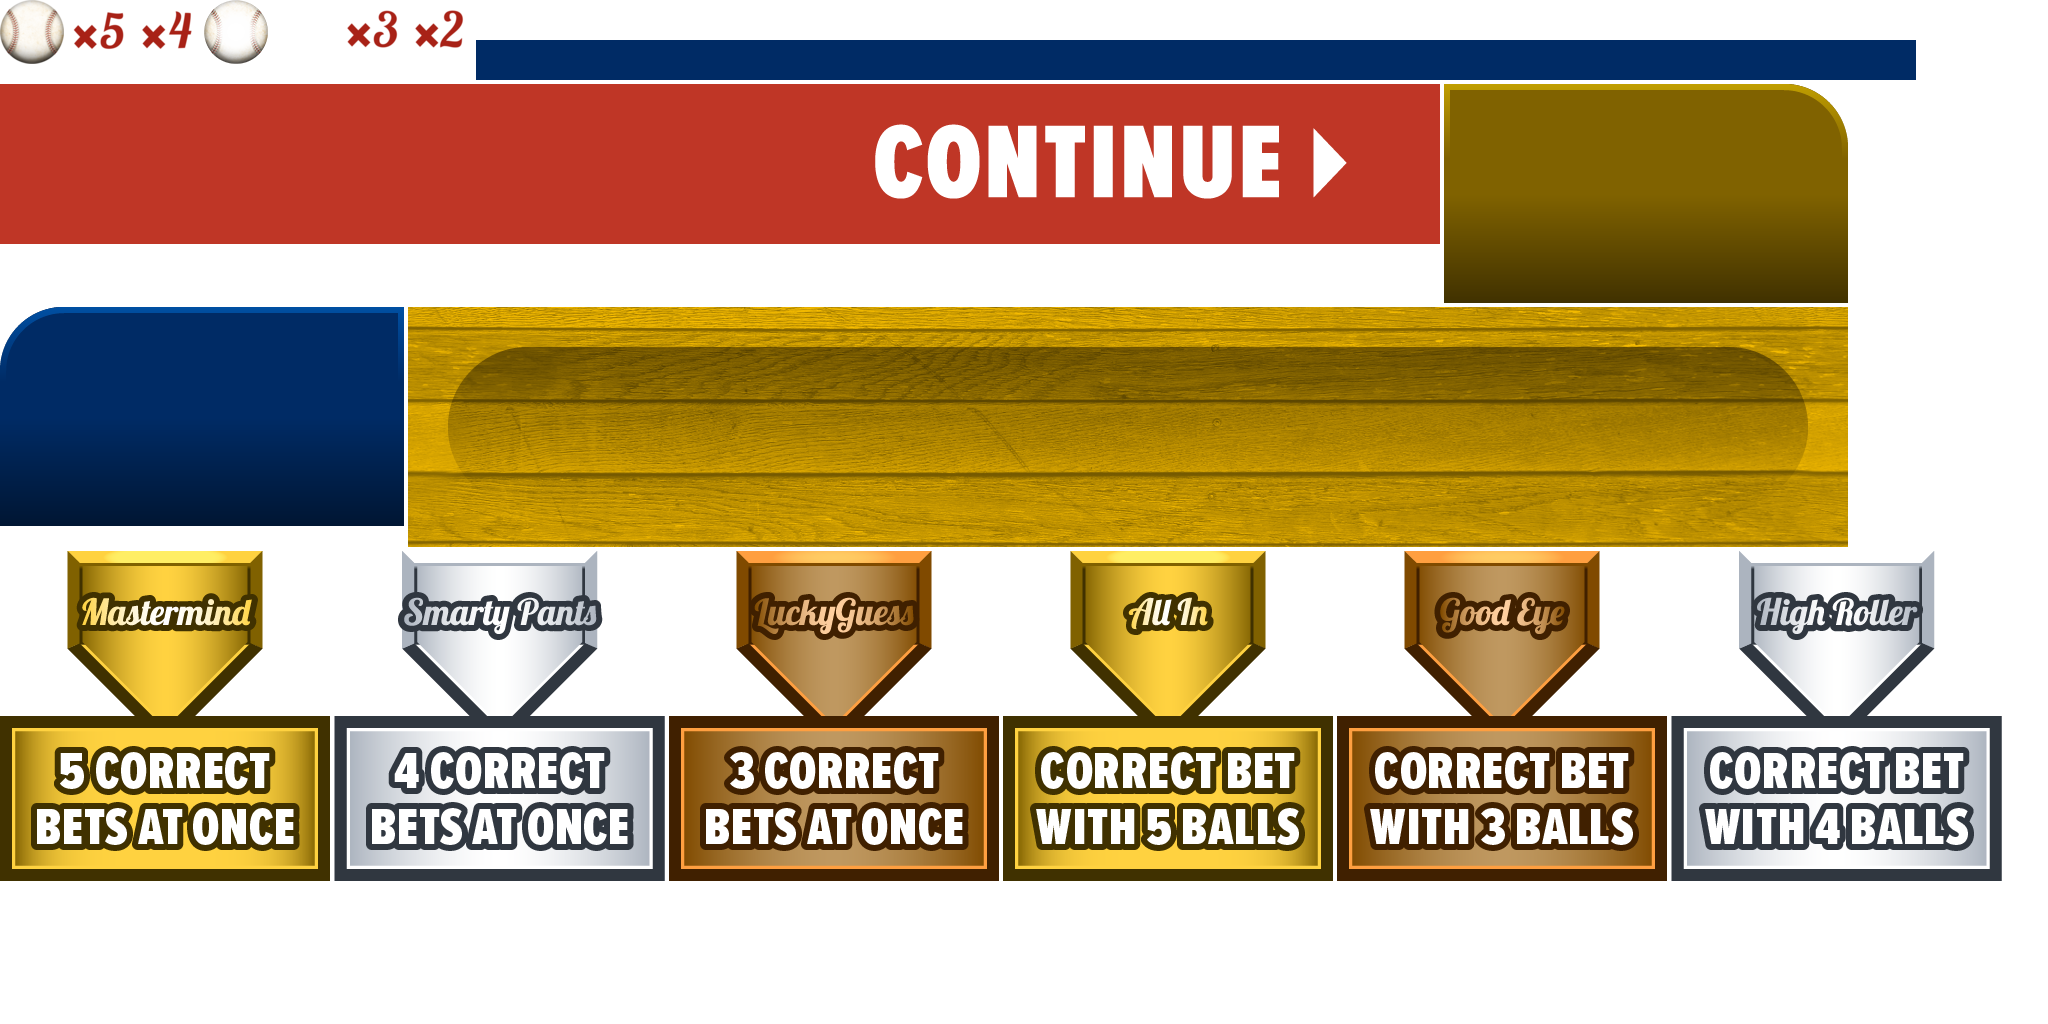 ×5 ×4 ×3 ×2
CONTINUE
Mastermind
5 CORRECT
BETS AT ONCE
Smarty Pants
4 CORRECT
BETS AT ONCE
Lucky Guess
3 CORRECT
BETS AT ONCE
All In
CORRECT BET
WITH 5 BALLS
Good Eye
CORRECT BET
WITH 3 BALLS
High Roller
CORRECT BET
WITH 4 BALLS